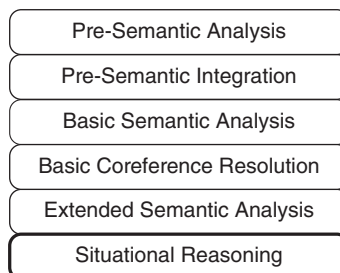 Pre-Semantic Analysis
Pre-Semantic Integration
Basic Semantic Analysis
Basic Coreference Resolution
Extended Semantic Analysis
Situational Reasoning